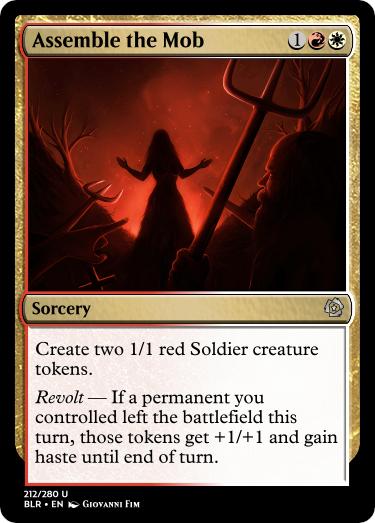 Assemble the Mob 1
Sorcery
Create two 1/1 red Soldier creature
tokens.
Revolt — If a permanent you
controlled left the battlefield this
turn, those tokens get +1/+1 and gain
haste until end of turn.
212/280 U
BLR • EN Giovanni Fim